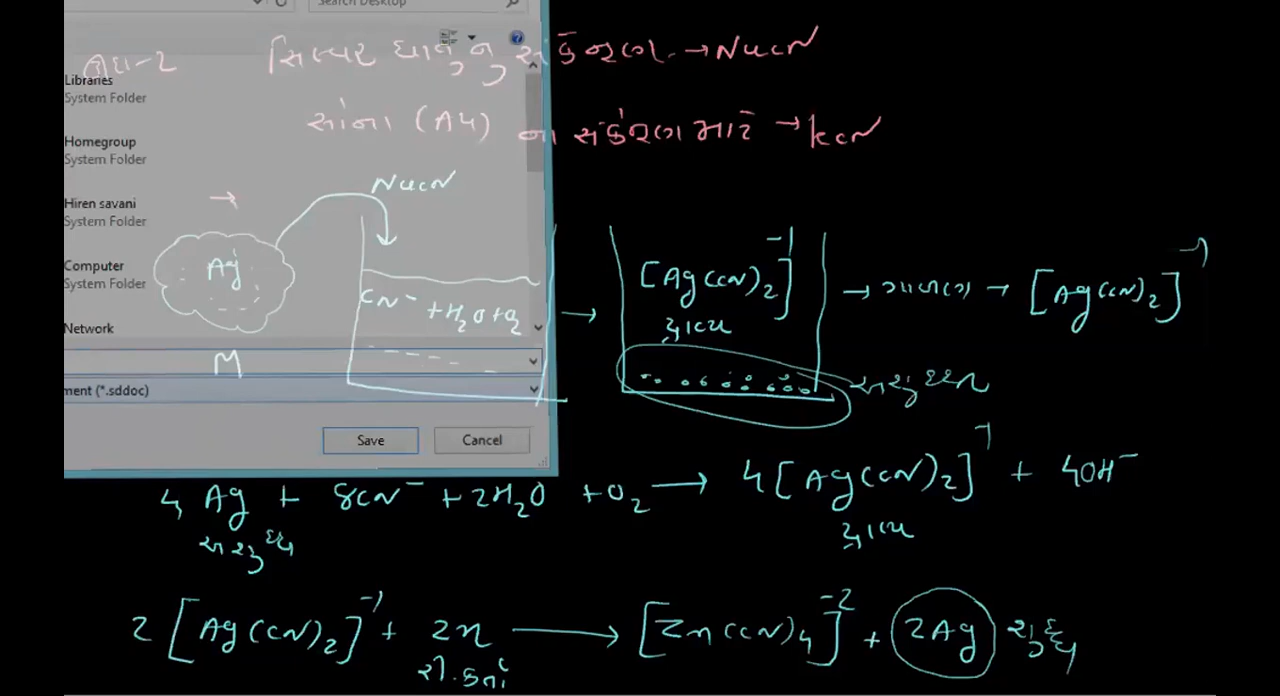 Search Desktop
સિલ્વર ધાતુનુ સંકેન્દ્રણ → NaCN
Libraries
System Folder
(Au) ના સંકેન્દ્રણ માટે → KCN
Homegroup
System Folder
NaCN
Hiren savani
System Folder
Ag
Computer
System Folder
CN⁻ + H₂O + O₂ → [Ag(CN)₂]⁻¹ → ગાળણ → [Ag(CN)₂]⁻¹
દ્રાવ્ય
Network
M
ment (*.sddoc)
Save Cancel
4Ag + 8CN⁻ + 2H₂O + O₂ → 4[Ag(CN)₂]⁻¹ + 4OH⁻
અશુદ્ધ દ્રાવ્ય
2[Ag(CN)₂]⁻¹ + Zn → [Zn(CN)₄]⁻² + 2Ag શુદ્ધ